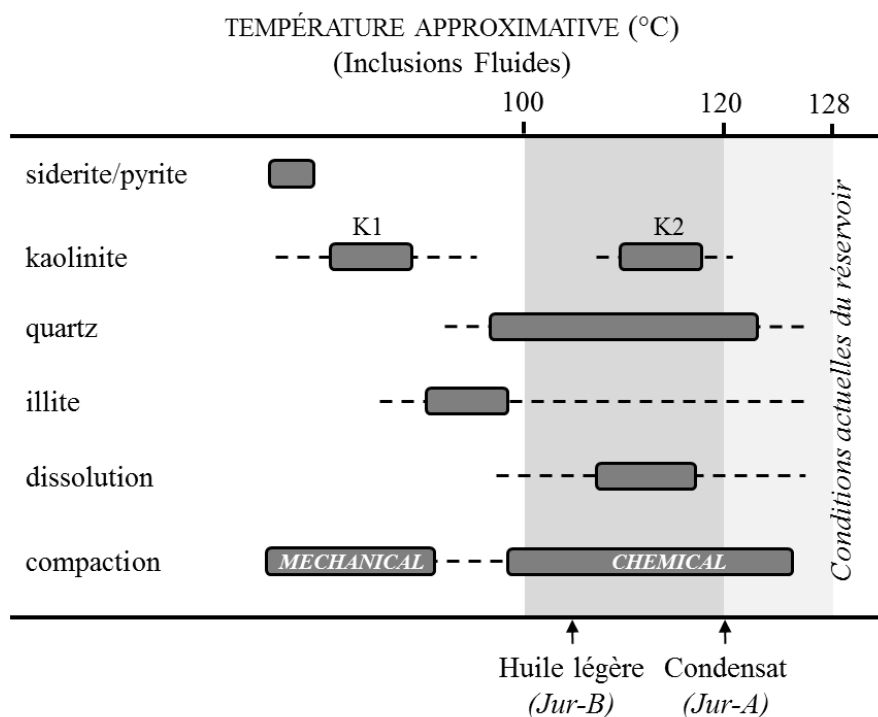 TEMPÉRATURE APPROXIMATIVE (°C)
(Inclusions Fluides)
100 120 128
siderite/pyrite
K1 K2
kaolinite
quartz
illite
dissolution
compaction MECHANICAL CHEMICAL
Conditions actuelles du réservoir
Huile légère Condensat
(Jur-B) (Jur-A)